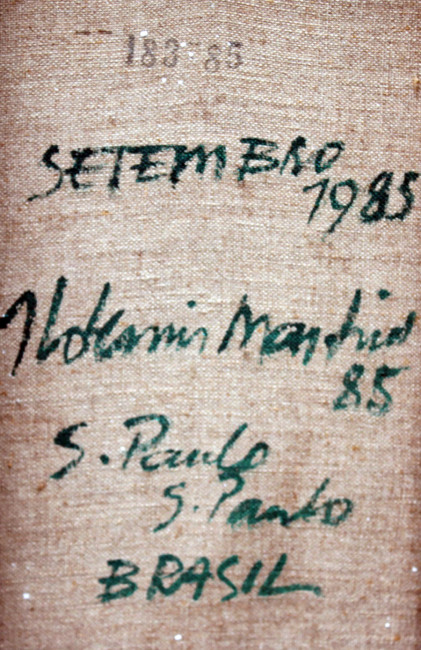 183-85
SETEMBRO
1985
Aldemir Martins
85
S. Paulo
S. Paulo
BRASIL